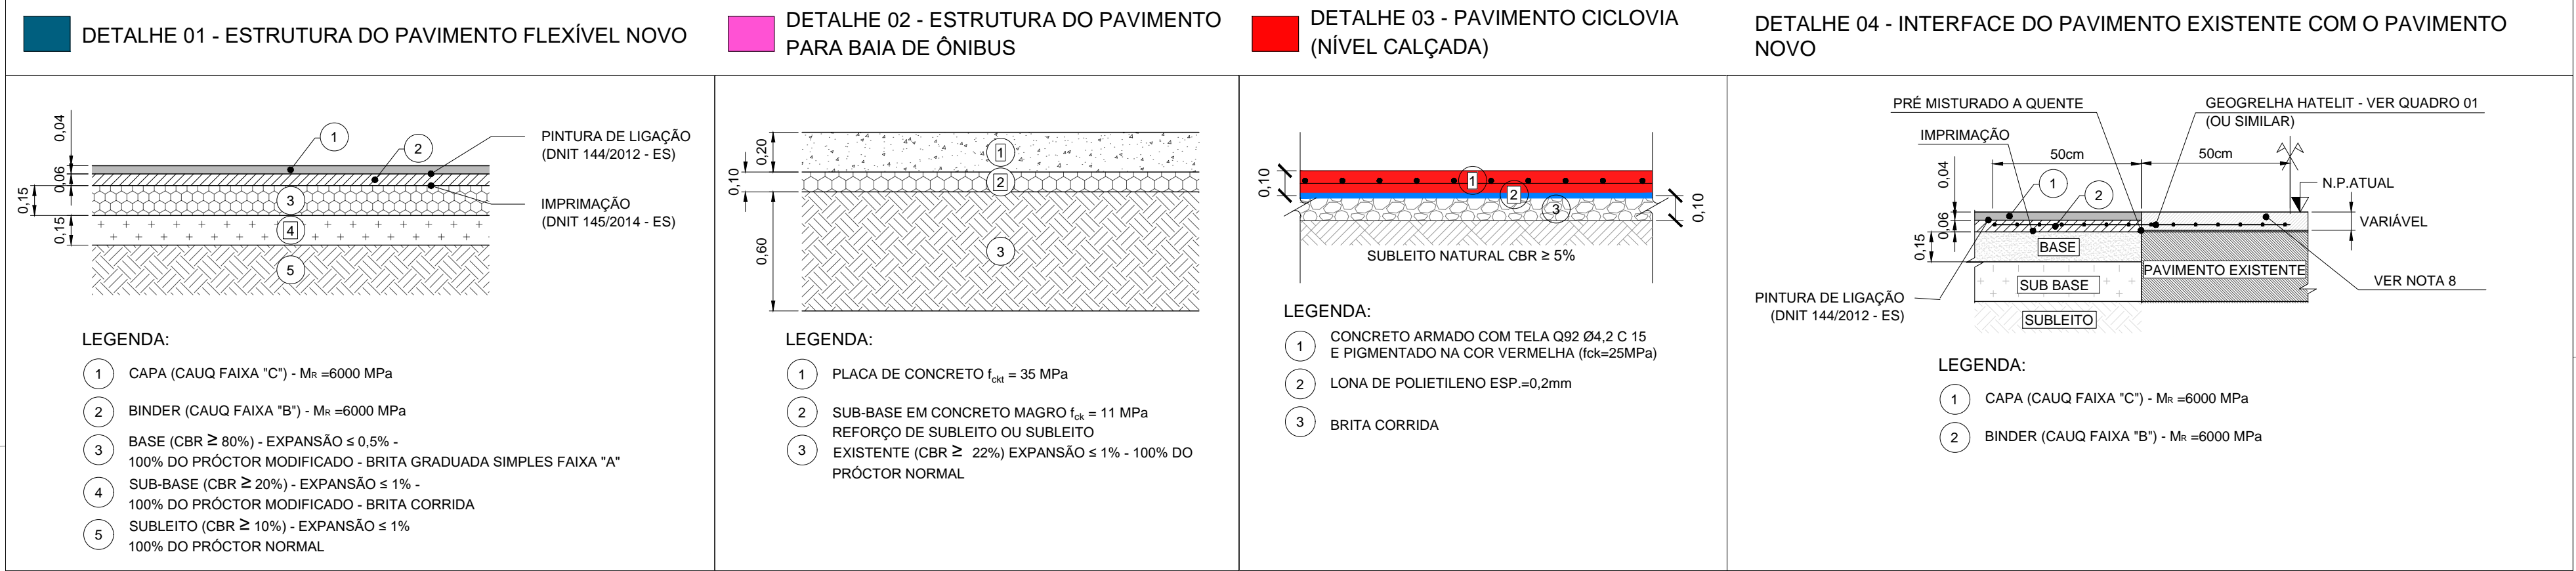 DETALHE 01 - ESTRUTURA DO PAVIMENTO FLEXÍVEL NOVO
0,04
0,06
0,15
0,15
1
2
3
4
5
PINTURA DE LIGAÇÃO
(DNIT 144/2012 - ES)
IMPRIMAÇÃO
(DNIT 145/2014 - ES)
LEGENDA:
1 CAPA (CAUQ FAIXA "C") - MR =6000 MPa
2 BINDER (CAUQ FAIXA "B") - MR =6000 MPa
3 BASE (CBR ≥ 80%) - EXPANSÃO ≤ 0,5% -
100% DO PRÓCTOR MODIFICADO - BRITA GRADUADA SIMPLES FAIXA "A"
4 SUB-BASE (CBR ≥ 20%) - EXPANSÃO ≤ 1% -
100% DO PRÓCTOR MODIFICADO - BRITA CORRIDA
5 SUBLEITO (CBR ≥ 10%) - EXPANSÃO ≤ 1%
100% DO PRÓCTOR NORMAL
DETALHE 02 - ESTRUTURA DO PAVIMENTO
PARA BAIA DE ÔNIBUS
0,20
0,10
0,60
1
2
3
LEGENDA:
1 PLACA DE CONCRETO fckt = 35 MPa
2 SUB-BASE EM CONCRETO MAGRO fck = 11 MPa
REFORÇO DE SUBLEITO OU SUBLEITO
3 EXISTENTE (CBR ≥ 22%) EXPANSÃO ≤ 1% - 100% DO
PRÓCTOR NORMAL
DETALHE 03 - PAVIMENTO CICLOVIA
(NÍVEL CALÇADA)
0,10
0,10
1
2
3
SUBLEITO NATURAL CBR ≥ 5%
LEGENDA:
1 CONCRETO ARMADO COM TELA Q92 Ø4,2 C 15
E PIGMENTADO NA COR VERMELHA (fck=25MPa)
2 LONA DE POLIETILENO ESP.=0,2mm
3 BRITA CORRIDA
DETALHE 04 - INTERFACE DO PAVIMENTO EXISTENTE COM O PAVIMENTO
NOVO
PRÉ MISTURADO A QUENTE
GEOGRELHA HATELIT - VER QUADRO 01
(OU SIMILAR)
IMPRIMAÇÃO
50cm
50cm
0,04
0,06
0,15
1
2
N.P.ATUAL
VARIÁVEL
BASE
PAVIMENTO EXISTENTE
SUB BASE
VER NOTA 8
PINTURA DE LIGAÇÃO
(DNIT 144/2012 - ES)
SUBLEITO
LEGENDA:
1 CAPA (CAUQ FAIXA "C") - MR =6000 MPa
2 BINDER (CAUQ FAIXA "B") - MR =6000 MPa